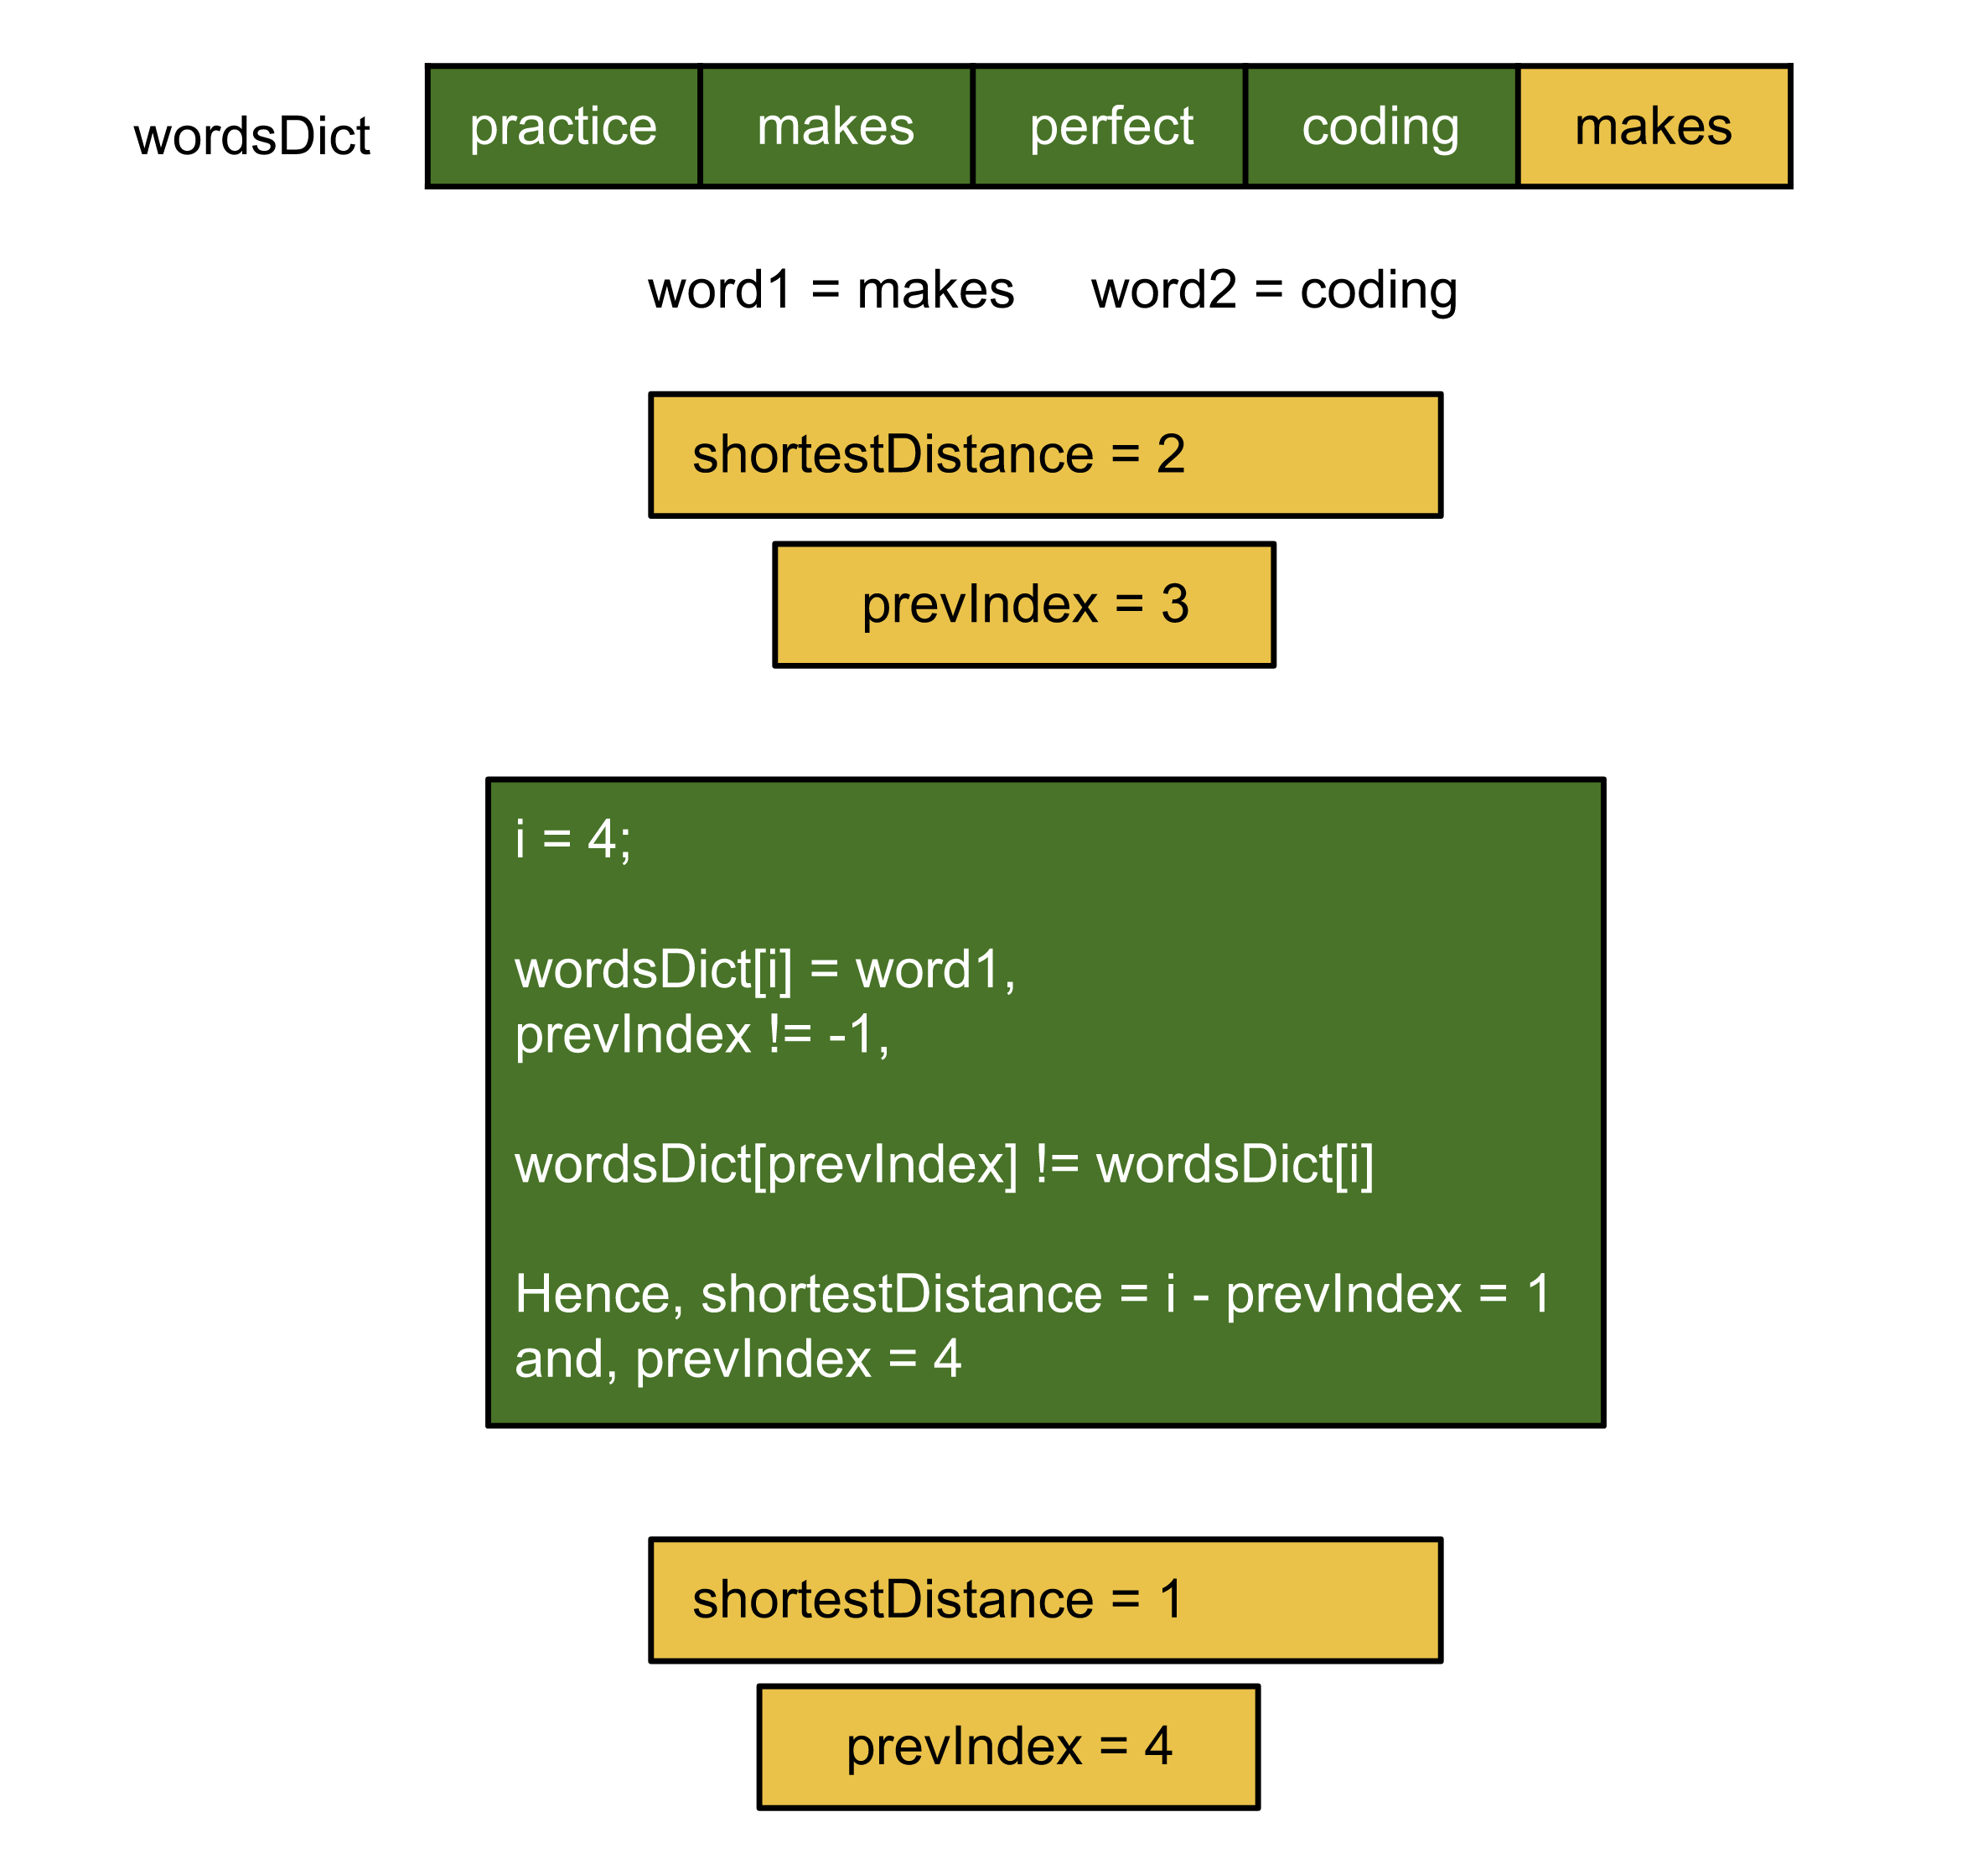 wordsDict practice makes perfect coding makes
word1 = makes word2 = coding
shortestDistance = 2
prevIndex = 3
i = 4;
wordsDict[i] = word1,
prevIndex != -1,
wordsDict[prevIndex] != wordsDict[i]
Hence, shortestDistance = i - prevIndex = 1
and, prevIndex = 4
shortestDistance = 1
prevIndex = 4